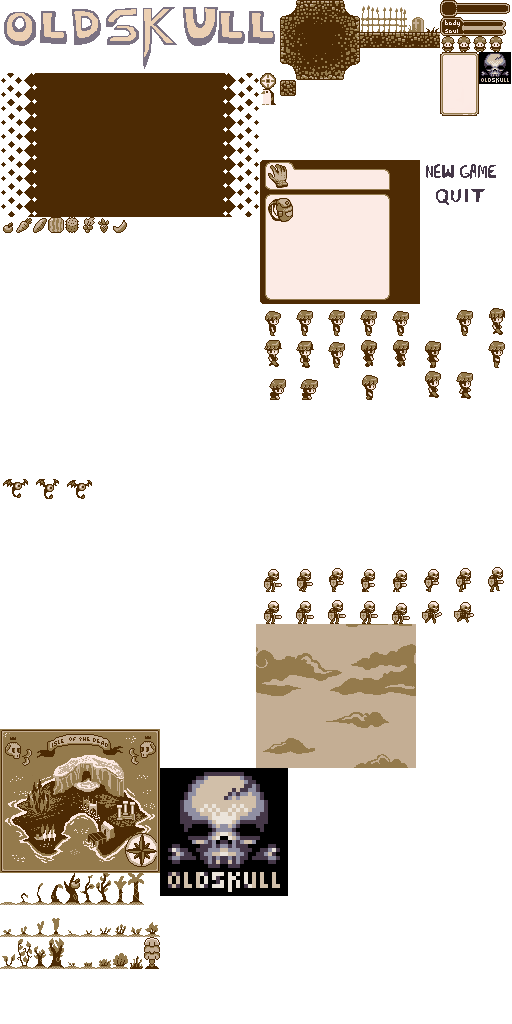 OLDSKULL
body
soul
OLDSKULL
NEW GAME
QUIT
ISLE OF THE DEAD
OLDSKULL